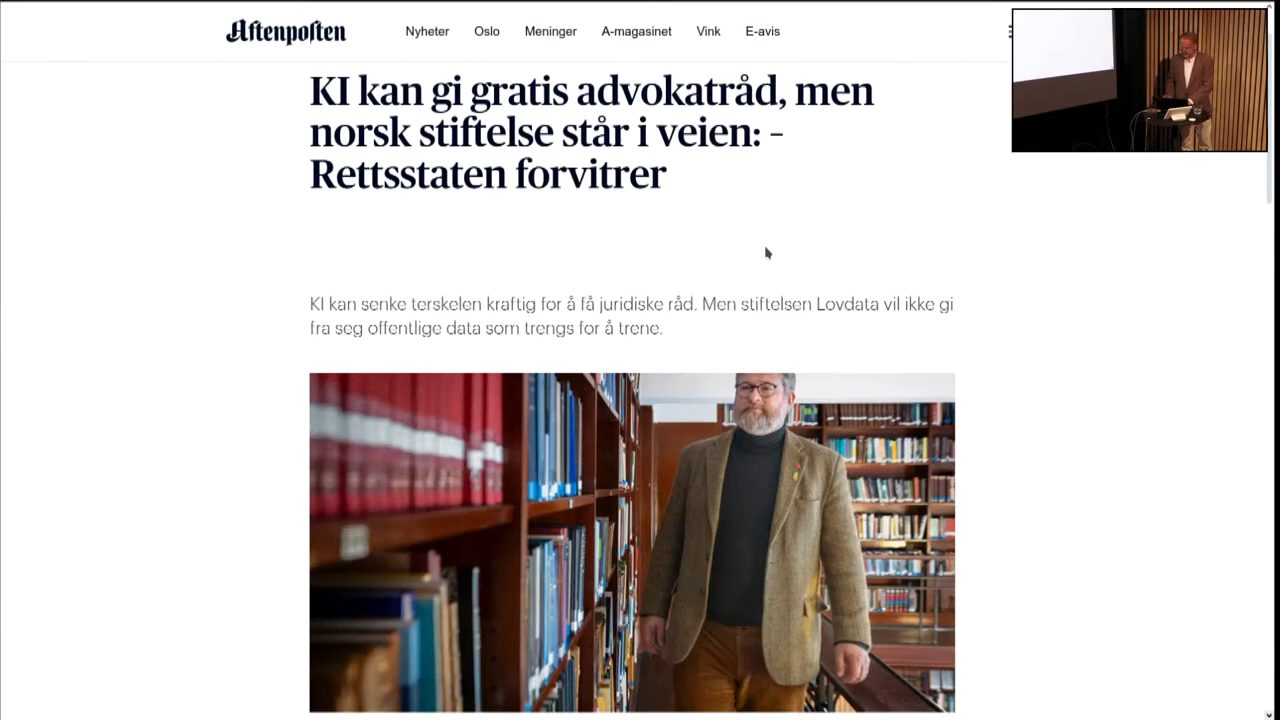 Aftenposten
Nyheter Oslo Meninger A-magasinet Vink E-avis
KI kan gi gratis advokatråd, men
norsk stiftelse står i veien: –
Rettsstaten forvitrer
KI kan senke terskelen kraftig for å få juridiske råd. Men stiftelsen Lovdata vil ikke gi
fra seg offentlige data som trengs for å trene.